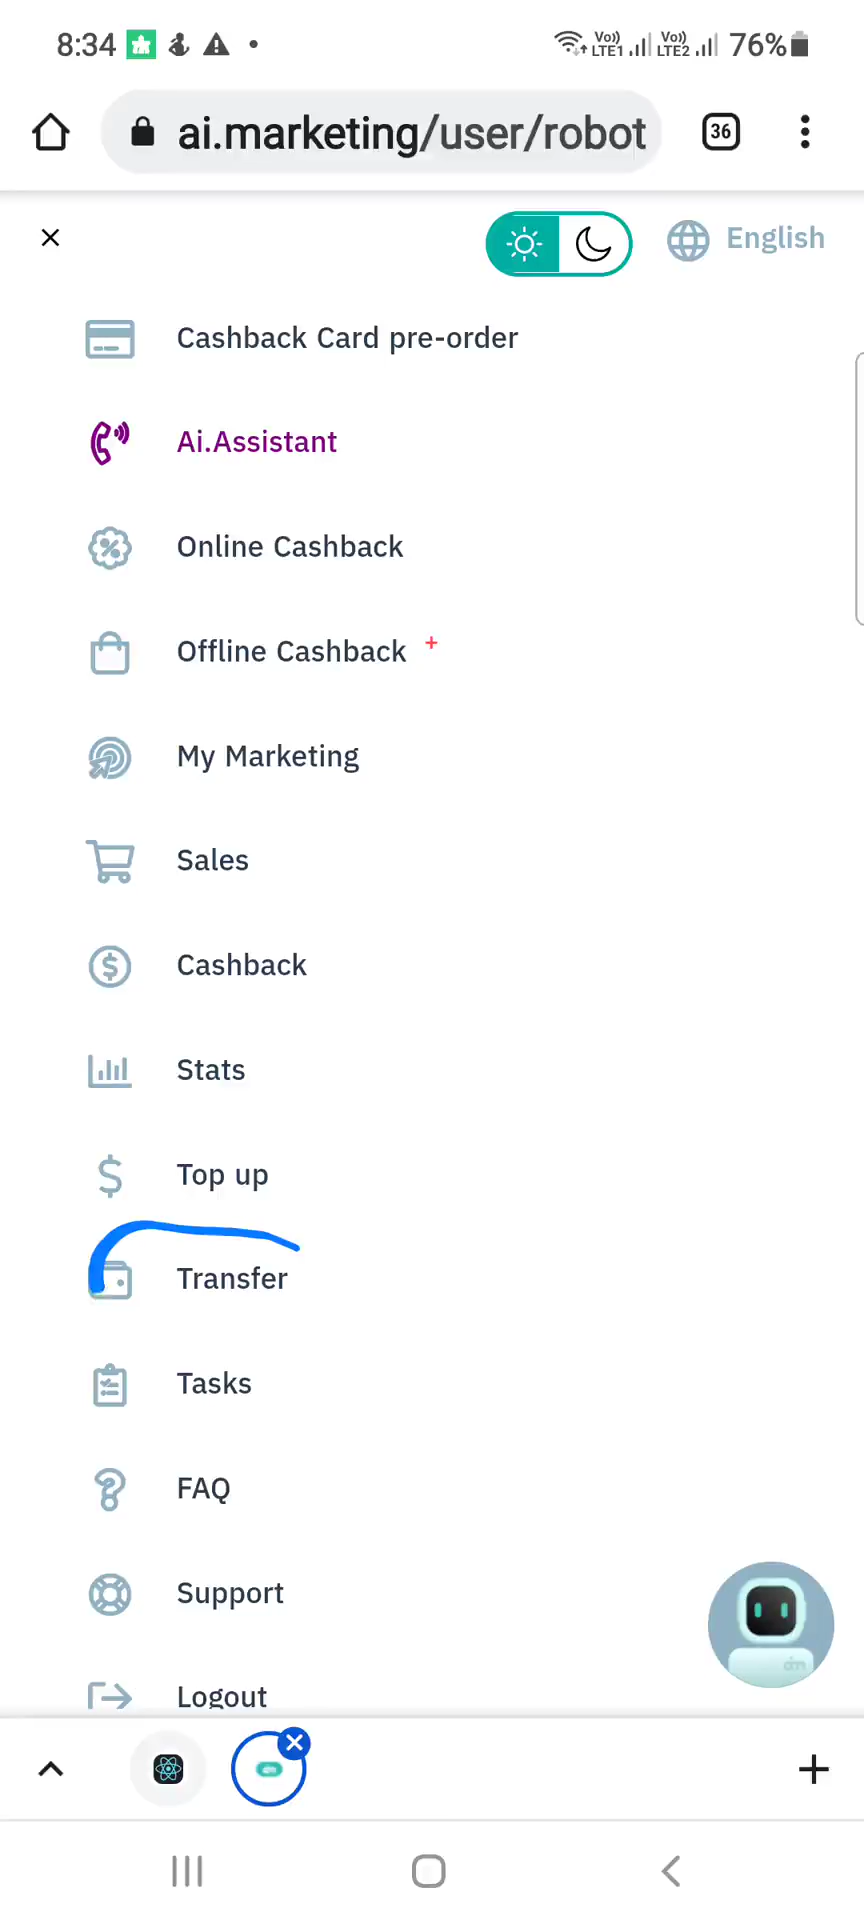 8:34
Vo)) LTE1 Vo)) LTE2 76%
ai.marketing/user/robot 36
English
Cashback Card pre-order
Ai.Assistant
Online Cashback
Offline Cashback +
My Marketing
Sales
Cashback
Stats
Top up
Transfer
Tasks
FAQ
Support
Logout